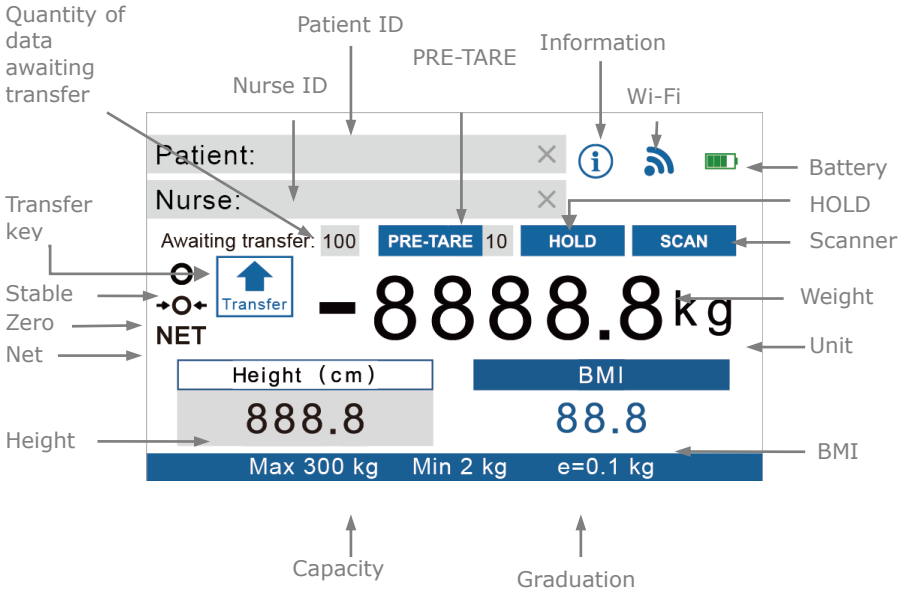 Quantity of
data
awaiting
transfer
Patient ID
Nurse ID
PRE-TARE
Information
Wi-Fi
Patient: ×
i
Battery
Nurse: ×
HOLD
Transfer
key
Awaiting transfer: 100 PRE-TARE 10 HOLD SCAN
Scanner
Stable
Zero
Net
Transfer
NET
-8888.8kg
Weight
Unit
Height (cm) BMI
888.8 88.8
Height
BMI
Max 300 kg Min 2 kg e=0.1 kg
Capacity
Graduation